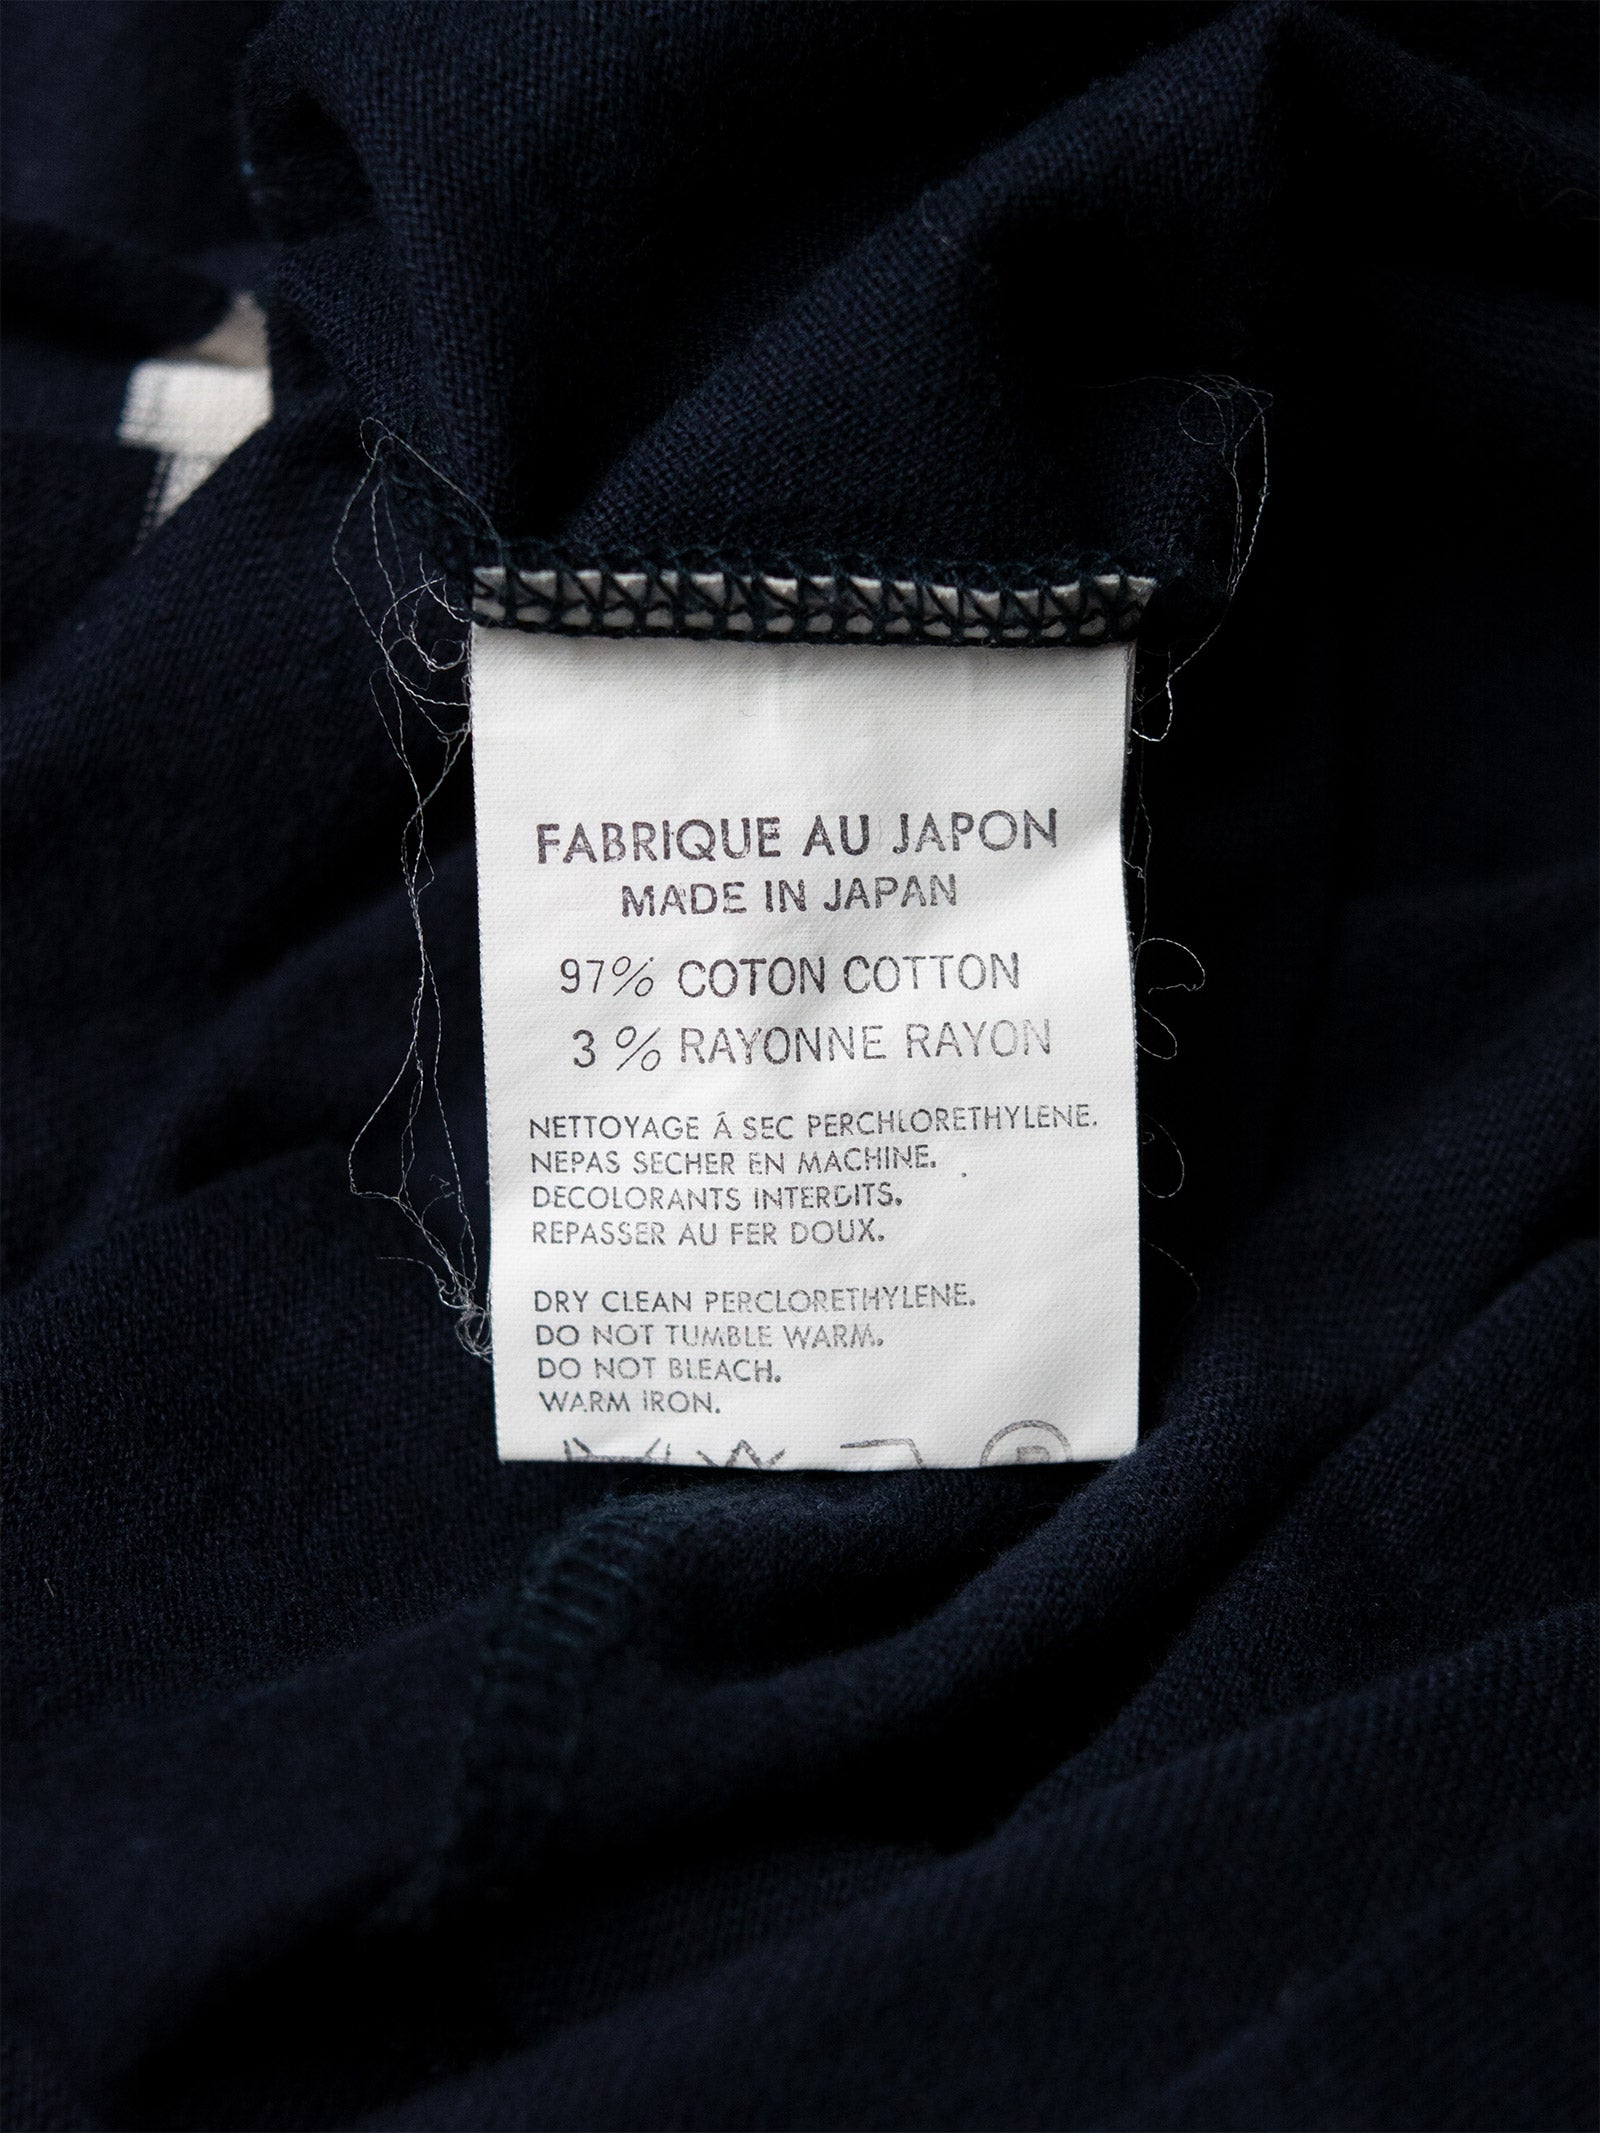 FABRIQUE AU JAPON
MADE IN JAPAN
97% COTON COTTON
3 % RAYONNE RAYON
NETTOYAGE Á SEC PERCHLORETHYLENE.
NEPAS SECHER EN MACHINE.
DECOLORANTS INTERDITS.
REPASSER AU FER DOUX.
DRY CLEAN PERCLORETHYLENE.
DO NOT TUMBLE WARM.
DO NOT BLEACH.
WARM IRON.
P